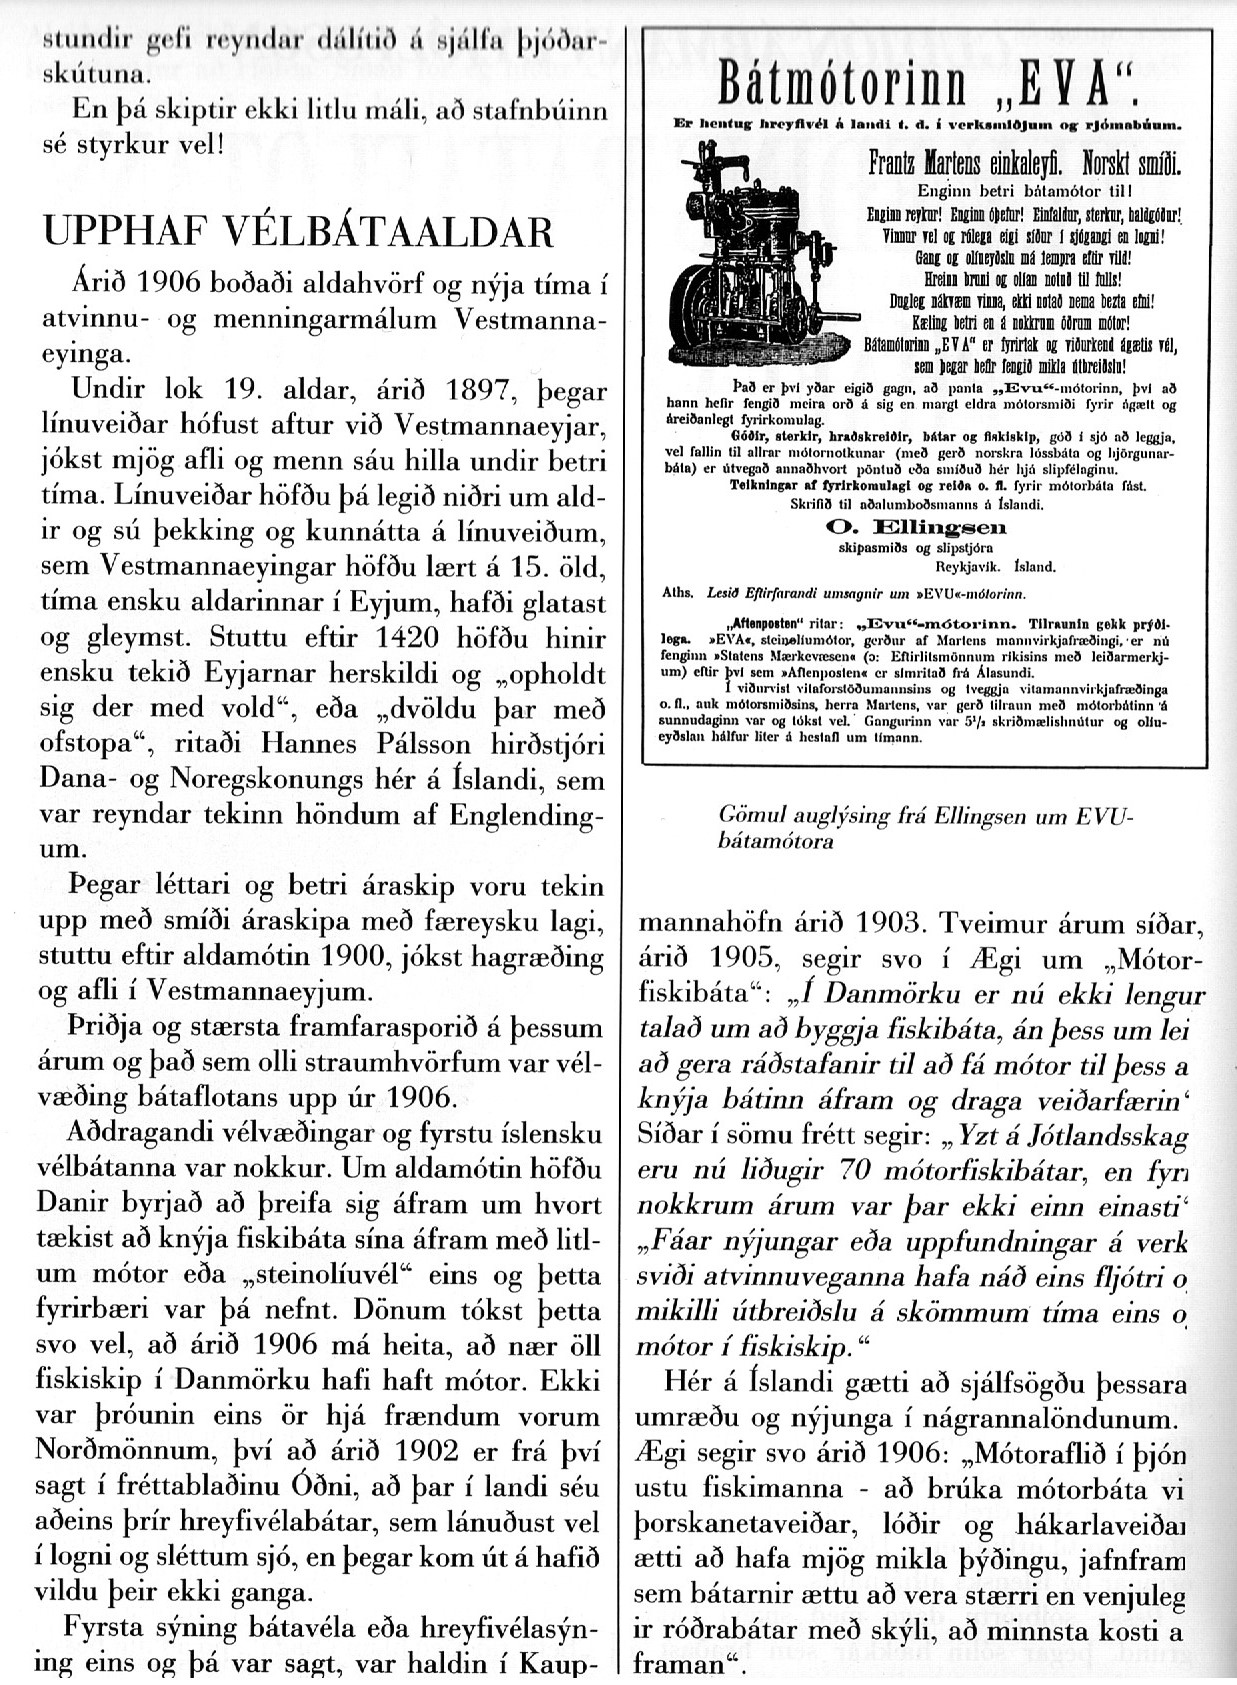 stundir gefi reyndar dálítið á sjálfa þjóðar-
skútuna.
En þá skiptir ekki litlu máli, að stafnbúinn
sé styrkur vel!
UPPHAF VÉLBÁTAALDAR
Árið 1906 boðaði aldahvörf og nýja tíma í
atvinnu- og menningarmálum Vestmanna-
eyinga.
Undir lok 19. aldar, árið 1897, þegar
línuveiðar hófust aftur við Vestmannaeyjar,
jókst mjög afli og menn sáu hilla undir betri
tíma. Línuveiðar höfðu þá legið niðri um ald-
ir og sú þekking og kunnátta á línuveiðum,
sem Vestmannaeyingar höfðu lært á 15. öld,
tíma ensku aldarinnar í Eyjum, hafði glatast
og gleymst. Stuttu eftir 1420 höfðu hinir
ensku tekið Eyjarnar herskildi og „opholdt
sig der med vold“, eða „dvöldu þar með
ofstopa“, ritaði Hannes Pálsson hirðstjóri
Dana- og Noregskonungs hér á Íslandi, sem
var reyndar tekinn höndum af Englending-
um.
Þegar léttari og betri áraskip voru tekin
upp með smíði áraskipa með færeysku lagi,
stuttu eftir aldamótin 1900, jókst hagræðing
og afli í Vestmannaeyjum.
Þriðja og stærsta framfarasporið á þessum
árum og það sem olli straumhvörfum var vél-
væðing bátaflotans upp úr 1906.
Aðdragandi vélvæðingar og fyrstu íslensku
vélbátanna var nokkur. Um aldamótin höfðu
Danir byrjað að þreifa sig áfram um hvort
tækist að knýja fiskibáta sína áfram með litl-
um mótor eða „steinolíuvél“ eins og þetta
fyrirbæri var þá nefnt. Dönum tókst þetta
svo vel, að árið 1906 má heita, að nær öll
fiskiskip í Danmörku hafi haft mótor. Ekki
var þróunin eins ör hjá frændum vorum
Norðmönnum, því að árið 1902 er frá því
sagt í fréttablaðinu Óðni, að þar í landi séu
aðeins þrír hreyfivélabátar, sem lánuðust vel
í logni og sléttum sjó, en þegar kom út á hafið
vildu þeir ekki ganga.
Fyrsta sýning bátavéla eða hreyfivélasýn-
ing eins og þá var sagt, var haldin í Kaup-
Bátmótorinn „EVA“.
Er hentug hreyfivél á landi t. d. í verksmiðjum og rjómabúum.
Frantz Martens einkaleyfi. Norskt smíði.
Enginn betri bátamótor til!
Enginn reykur! Enginn óþefur! Einfaldur, sterkur, haldgóður!
Vinnur vel og rólega eigi síður í sjógangi en logni!
Gang og olíueyðslu má tempra eftir vild!
Hreinn bruni og olían notuð til fulls!
Dugleg nákvæm vinna, ekki notað nema bezta efni!
Kæling betri en á nokkrum öðrum mótor!
Bátamótorinn „EVA“ er fyrirtak og viðurkend ágætis vél,
sem þegar hefir fengið mikla útbreiðslu!
Það er því yðar eigið gagn, að panta „Evu“-mótorinn, því að
hann hefir fengið meira orð á sig en margt eldra mótorsmíði fyrir ágætt og
áreiðanlegt fyrirkomulag.
Góðir, sterkir, hraðskreiðir, bátar og fiskiskip, góð í sjó að leggja,
vel fallin til allrar mótornotkunar (með gerð norskra lóssbáta og björgunar-
báta) er útvegað annaðhvort pöntuð eða smíðuð hér hjá slipfélaginu.
Teikningar af fyrirkomulagi og reiða o. fl. fyrir mótorbáta fást.
Skrifið til aðalumboðsmanns á Íslandi.
O. Ellingsen
skipasmiðs og slipstjóra
Reykjavík. Ísland.
Aths. Lesið Eftirfarandi umsagnir um »EVU«-mótorinn.
„Aftenposten“ ritar: „Evu“-mótorinn. Tilraunin gekk prýði-
lega. »EVA«, steinolíumótor, gerður af Martens mannvirkjafræðingi, er nú
fenginn »Statens Mærkevæsen« (ɔ: Eftirlitsmönnum ríkisins með leiðarmerkj-
um) eftir því sem »Aftenposten« er símritað frá Álasundi.
Í viðurvist vitaforstöðumannsins og tveggja vitamannvirkjafræðinga
o. fl., auk mótorsmiðsins, herra Martens, var gerð tilraun með mótorbátinn á
sunnudaginn var og tókst vel. Gangurinn var 5½ skriðmælishnútur og olíu-
eyðslan hálfur liter á hestafl um tímann.
Gömul auglýsing frá Ellingsen um EVU-
bátamótora
mannahöfn árið 1903. Tveimur árum síðar,
árið 1905, segir svo í Ægi um „Mótor-
fiskibáta“: „Í Danmörku er nú ekki lengur
talað um að byggja fiskibáta, án þess um lei
að gera ráðstafanir til að fá mótor til þess a
knýja bátinn áfram og draga veiðarfærin‘
Síðar í sömu frétt segir: „Yzt á Jótlandsskag
eru nú liðugir 70 mótorfiskibátar, en fyri
nokkrum árum var þar ekki einn einasti‘
„Fáar nýjungar eða uppfundningar á verk
sviði atvinnuveganna hafa náð eins fljótri o
mikilli útbreiðslu á skömmum tíma eins o
mótor í fiskiskip.“
Hér á Íslandi gætti að sjálfsögðu þessara
umræðu og nýjunga í nágrannalöndunum.
Ægi segir svo árið 1906: „Mótoraflið í þjón
ustu fiskimanna - að brúka mótorbáta vi
þorskanetaveiðar, lóðir og hákarlaveiðar
ætti að hafa mjög mikla þýðingu, jafnfram
sem bátarnir ættu að vera stærri en venjuleg
ir róðrabátar með skýli, að minnsta kosti a
framan“.